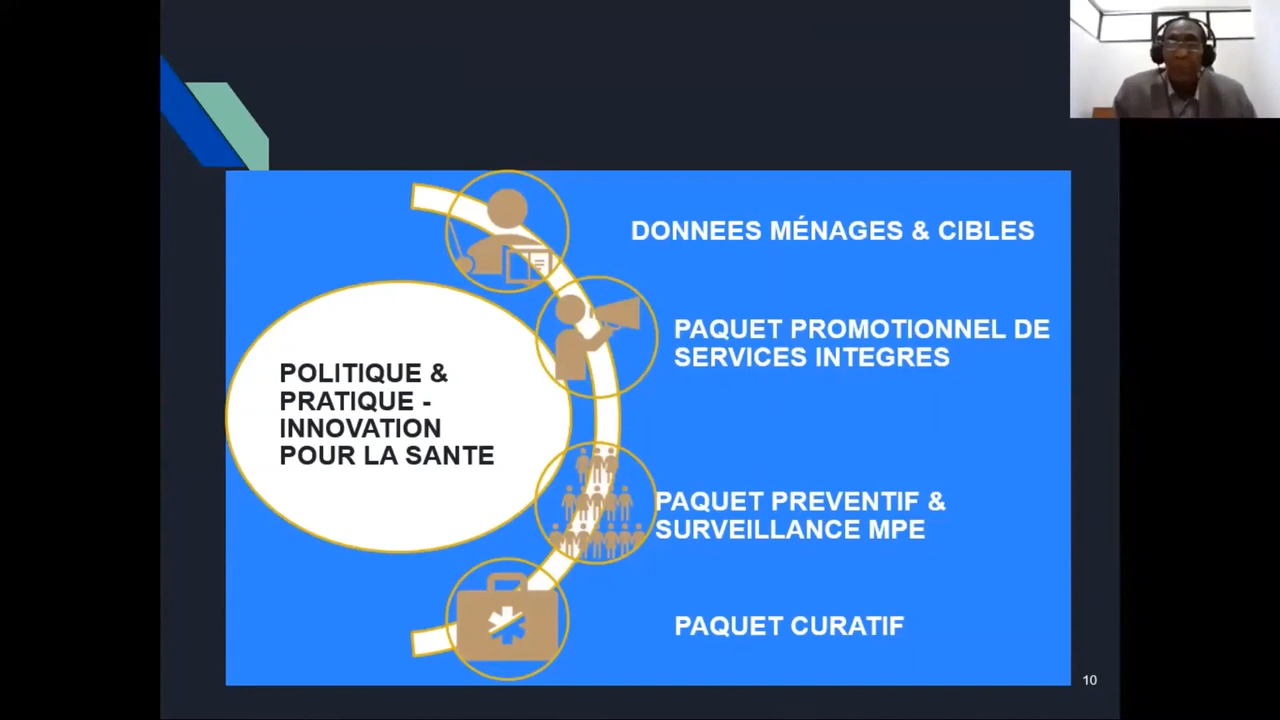 POLITIQUE &
PRATIQUE -
INNOVATION
POUR LA SANTE
DONNEES MÉNAGES & CIBLES
PAQUET PROMOTIONNEL DE
SERVICES INTEGRES
PAQUET PREVENTIF &
SURVEILLANCE MPE
PAQUET CURATIF
10